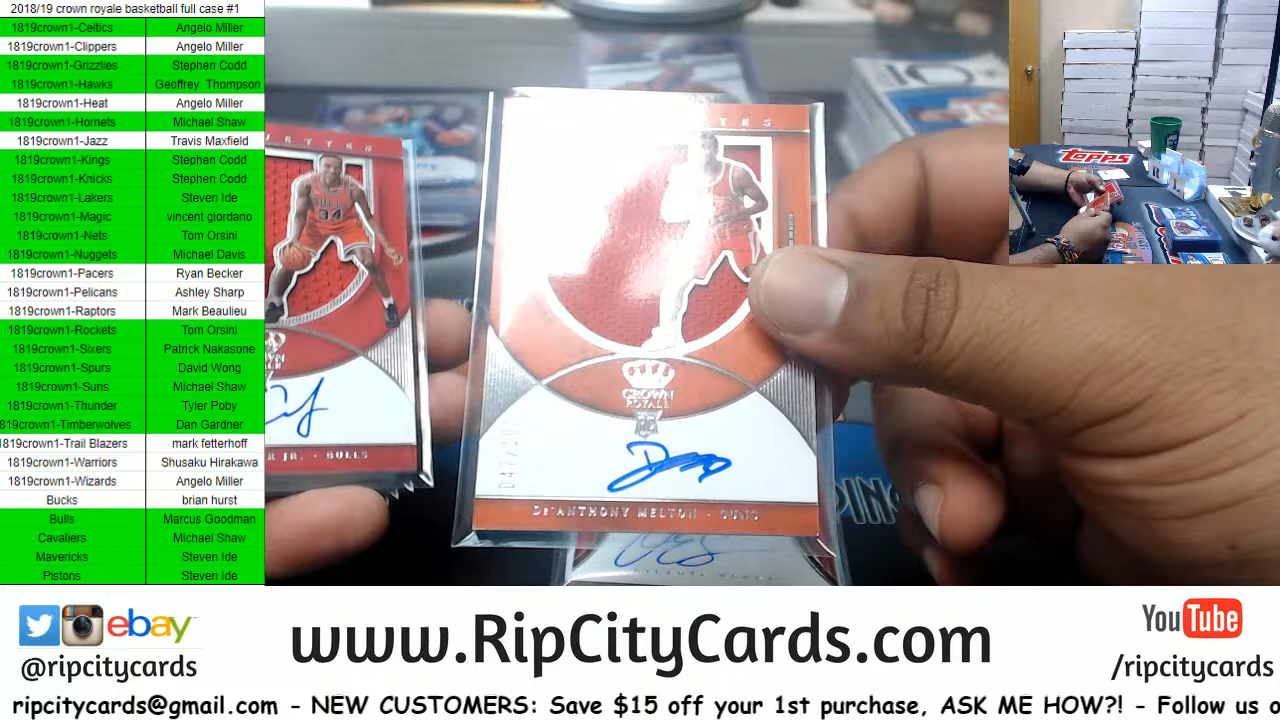 2018/19 crown royale basketball full case #1
1819crown1-Celtics Angelo Miller
1819crown1-Clippers Angelo Miller
1819crown1-Grizzlies Stephen Codd
1819crown1-Hawks Geoffrey Thompson
1819crown1-Heat Angelo Miller
1819crown1-Hornets Michael Shaw
1819crown1-Jazz Travis Maxfield
1819crown1-Kings Stephen Codd
1819crown1-Knicks Stephen Codd
1819crown1-Lakers Steven Ide
1819crown1-Magic vincent giordano
1819crown1-Nets Tom Orsini
1819crown1-Nuggets Michael Davis
1819crown1-Pacers Ryan Becker
1819crown1-Pelicans Ashley Sharp
1819crown1-Raptors Mark Beaulieu
1819crown1-Rockets Tom Orsini
1819crown1-Sixers Patrick Nakasone
1819crown1-Spurs David Wong
1819crown1-Suns Michael Shaw
1819crown1-Thunder Tyler Poby
1819crown1-Timberwolves Dan Gardner
1819crown1-Trail Blazers mark fetterhoff
1819crown1-Warriors Shusaku Hirakawa
1819crown1-Wizards Angelo Miller
Bucks brian hurst
Bulls Marcus Goodman
Cavaliers Michael Shaw
Mavericks Steven Ide
Pistons Steven Ide
34
JR. - BULLS
CROWN
ROYALE
DE'ANTHONY MELTON - SUNS
topps
ebay
@ripcitycards
www.RipCityCards.com
YouTube
/ripcitycards
ripcitycards@gmail.com - NEW CUSTOMERS: Save $15 off your 1st purchase, ASK ME HOW?! - Follow us